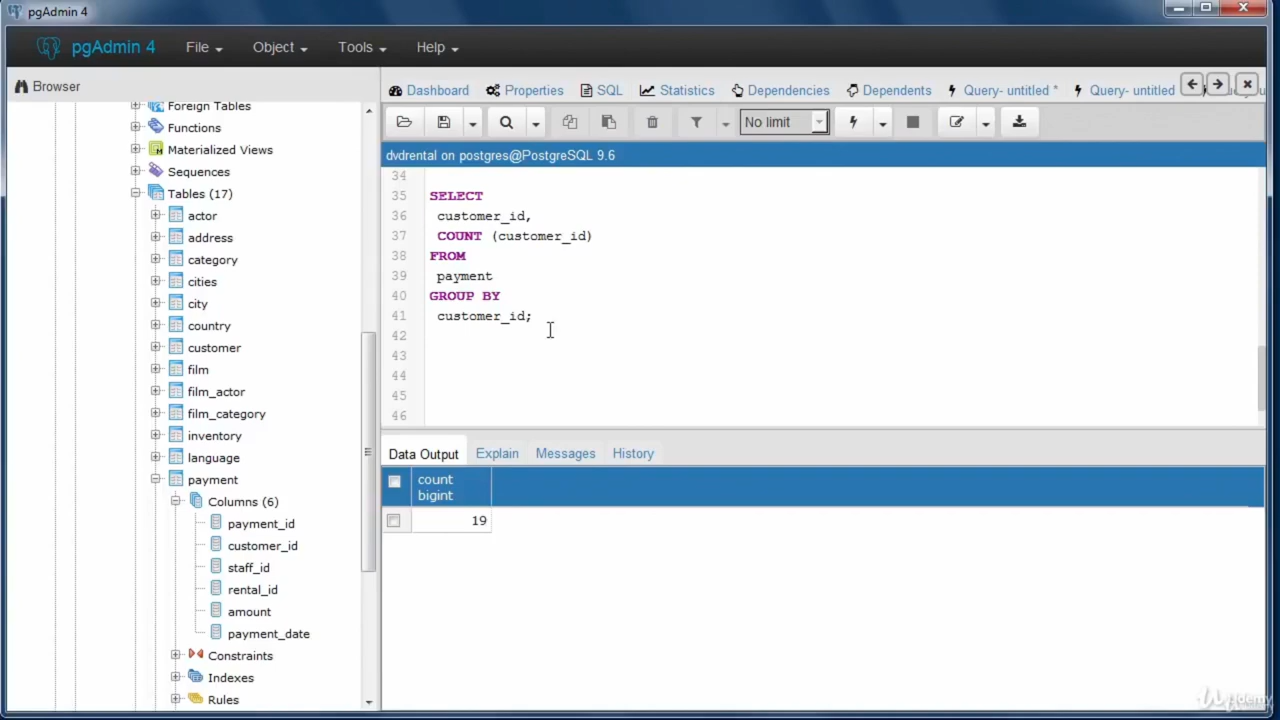 pgAdmin 4
pgAdmin 4
File
Object
Tools
Help
Browser
Foreign Tables
Functions
Materialized Views
Sequences
Tables (17)
actor
address
category
cities
city
country
customer
film
film_actor
film_category
inventory
language
payment
Columns (6)
payment_id
customer_id
staff_id
rental_id
amount
payment_date
Constraints
Indexes
Rules
Dashboard
Properties
SQL
Statistics
Dependencies
Dependents
Query- untitled *
Query- untitled
No limit
dvdrental on postgres@PostgreSQL 9.6
34
35 SELECT
36 customer_id,
37 COUNT (customer_id)
38 FROM
39 payment
40 GROUP BY
41 customer_id;
42
43
44
45
46
Data Output
Explain
Messages
History
count
bigint
19
Udemy